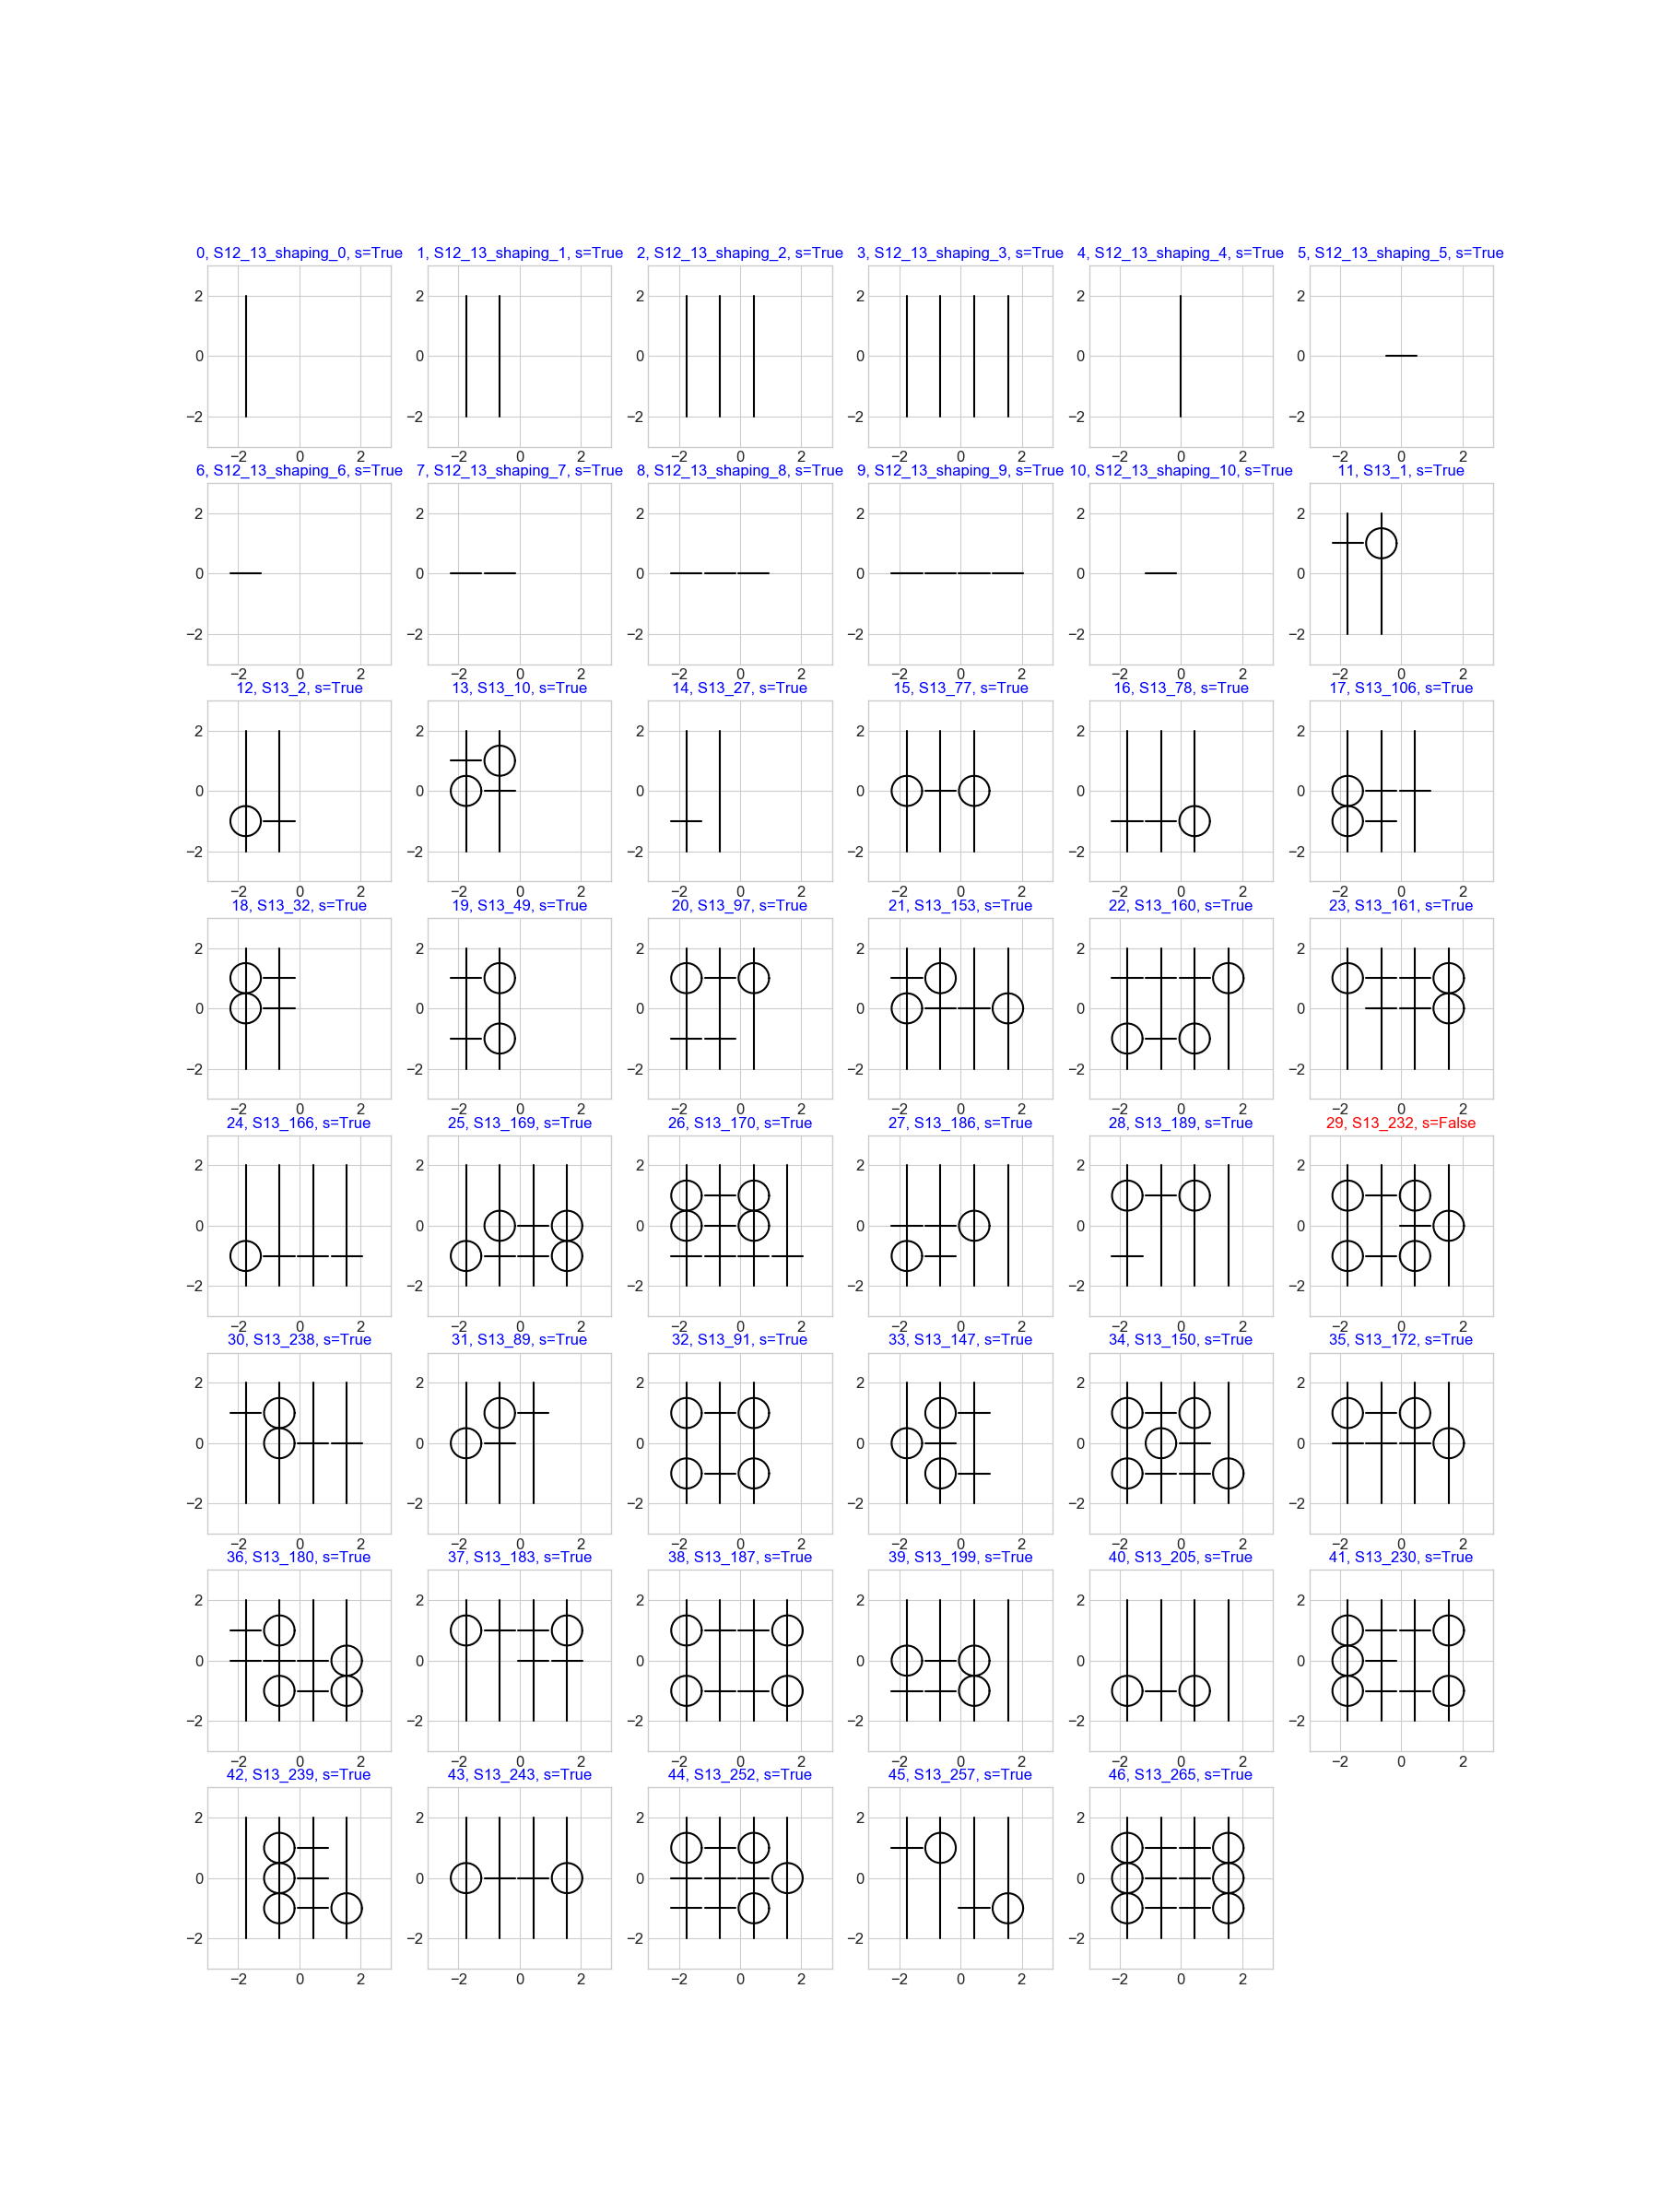 0, S12_13_shaping_0, s=True 1, S12_13_shaping_1, s=True 2, S12_13_shaping_2, s=True 3, S12_13_shaping_3, s=True 4, S12_13_shaping_4, s=True 5, S12_13_shaping_5, s=True
2 2 2 2 2 2
0 0 0 0 0 0
−2 −2 −2 −2 −2 −2
−2 0 2 −2 0 2 −2 0 2 −2 0 2 −2 0 2 −2 0 2
6, S12_13_shaping_6, s=True 7, S12_13_shaping_7, s=True 8, S12_13_shaping_8, s=True 9, S12_13_shaping_9, s=True 10, S12_13_shaping_10, s=True 11, S13_1, s=True
2 2 2 2 2 2
0 0 0 0 0 0
−2 −2 −2 −2 −2 −2
−2 0 2 −2 0 2 −2 0 2 −2 0 2 −2 0 2 −2 0 2
12, S13_2, s=True 13, S13_10, s=True 14, S13_27, s=True 15, S13_77, s=True 16, S13_78, s=True 17, S13_106, s=True
2 2 2 2 2 2
0 0 0 0 0 0
−2 −2 −2 −2 −2 −2
−2 0 2 −2 0 2 −2 0 2 −2 0 2 −2 0 2 −2 0 2
18, S13_32, s=True 19, S13_49, s=True 20, S13_97, s=True 21, S13_153, s=True 22, S13_160, s=True 23, S13_161, s=True
2 2 2 2 2 2
0 0 0 0 0 0
−2 −2 −2 −2 −2 −2
−2 0 2 −2 0 2 −2 0 2 −2 0 2 −2 0 2 −2 0 2
24, S13_166, s=True 25, S13_169, s=True 26, S13_170, s=True 27, S13_186, s=True 28, S13_189, s=True 29, S13_232, s=False
2 2 2 2 2 2
0 0 0 0 0 0
−2 −2 −2 −2 −2 −2
−2 0 2 −2 0 2 −2 0 2 −2 0 2 −2 0 2 −2 0 2
30, S13_238, s=True 31, S13_89, s=True 32, S13_91, s=True 33, S13_147, s=True 34, S13_150, s=True 35, S13_172, s=True
2 2 2 2 2 2
0 0 0 0 0 0
−2 −2 −2 −2 −2 −2
−2 0 2 −2 0 2 −2 0 2 −2 0 2 −2 0 2 −2 0 2
36, S13_180, s=True 37, S13_183, s=True 38, S13_187, s=True 39, S13_199, s=True 40, S13_205, s=True 41, S13_230, s=True
2 2 2 2 2 2
0 0 0 0 0 0
−2 −2 −2 −2 −2 −2
−2 0 2 −2 0 2 −2 0 2 −2 0 2 −2 0 2 −2 0 2
42, S13_239, s=True 43, S13_243, s=True 44, S13_252, s=True 45, S13_257, s=True 46, S13_265, s=True
2 2 2 2 2
0 0 0 0 0
−2 −2 −2 −2 −2
−2 0 2 −2 0 2 −2 0 2 −2 0 2 −2 0 2